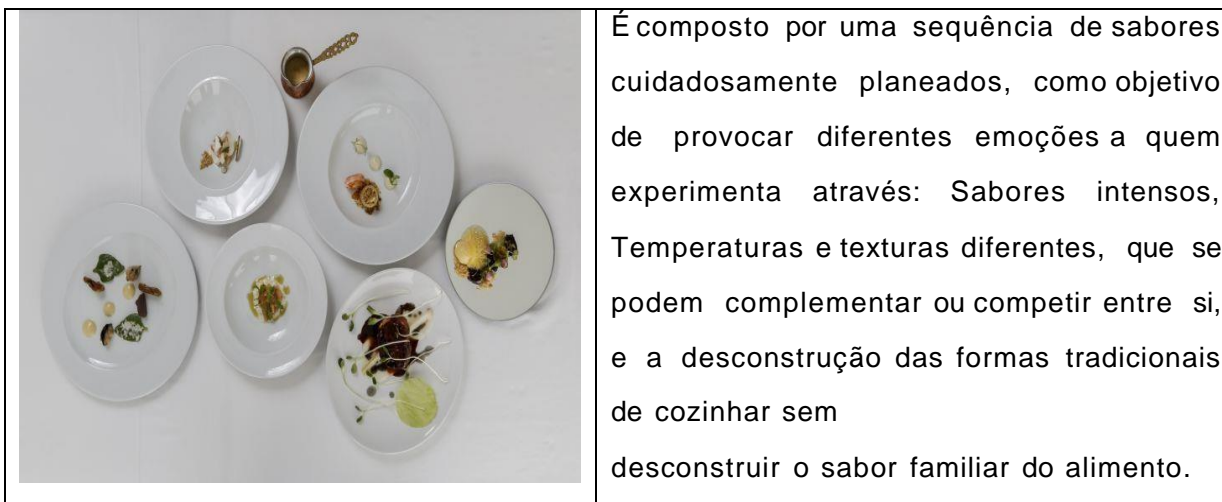 É composto por uma sequência de sabores
cuidadosamente planeados, como objetivo
de provocar diferentes emoções a quem
experimenta através: Sabores intensos,
Temperaturas e texturas diferentes, que se
podem complementar ou competir entre si,
e a desconstrução das formas tradicionais
de cozinhar sem
desconstruir o sabor familiar do alimento.